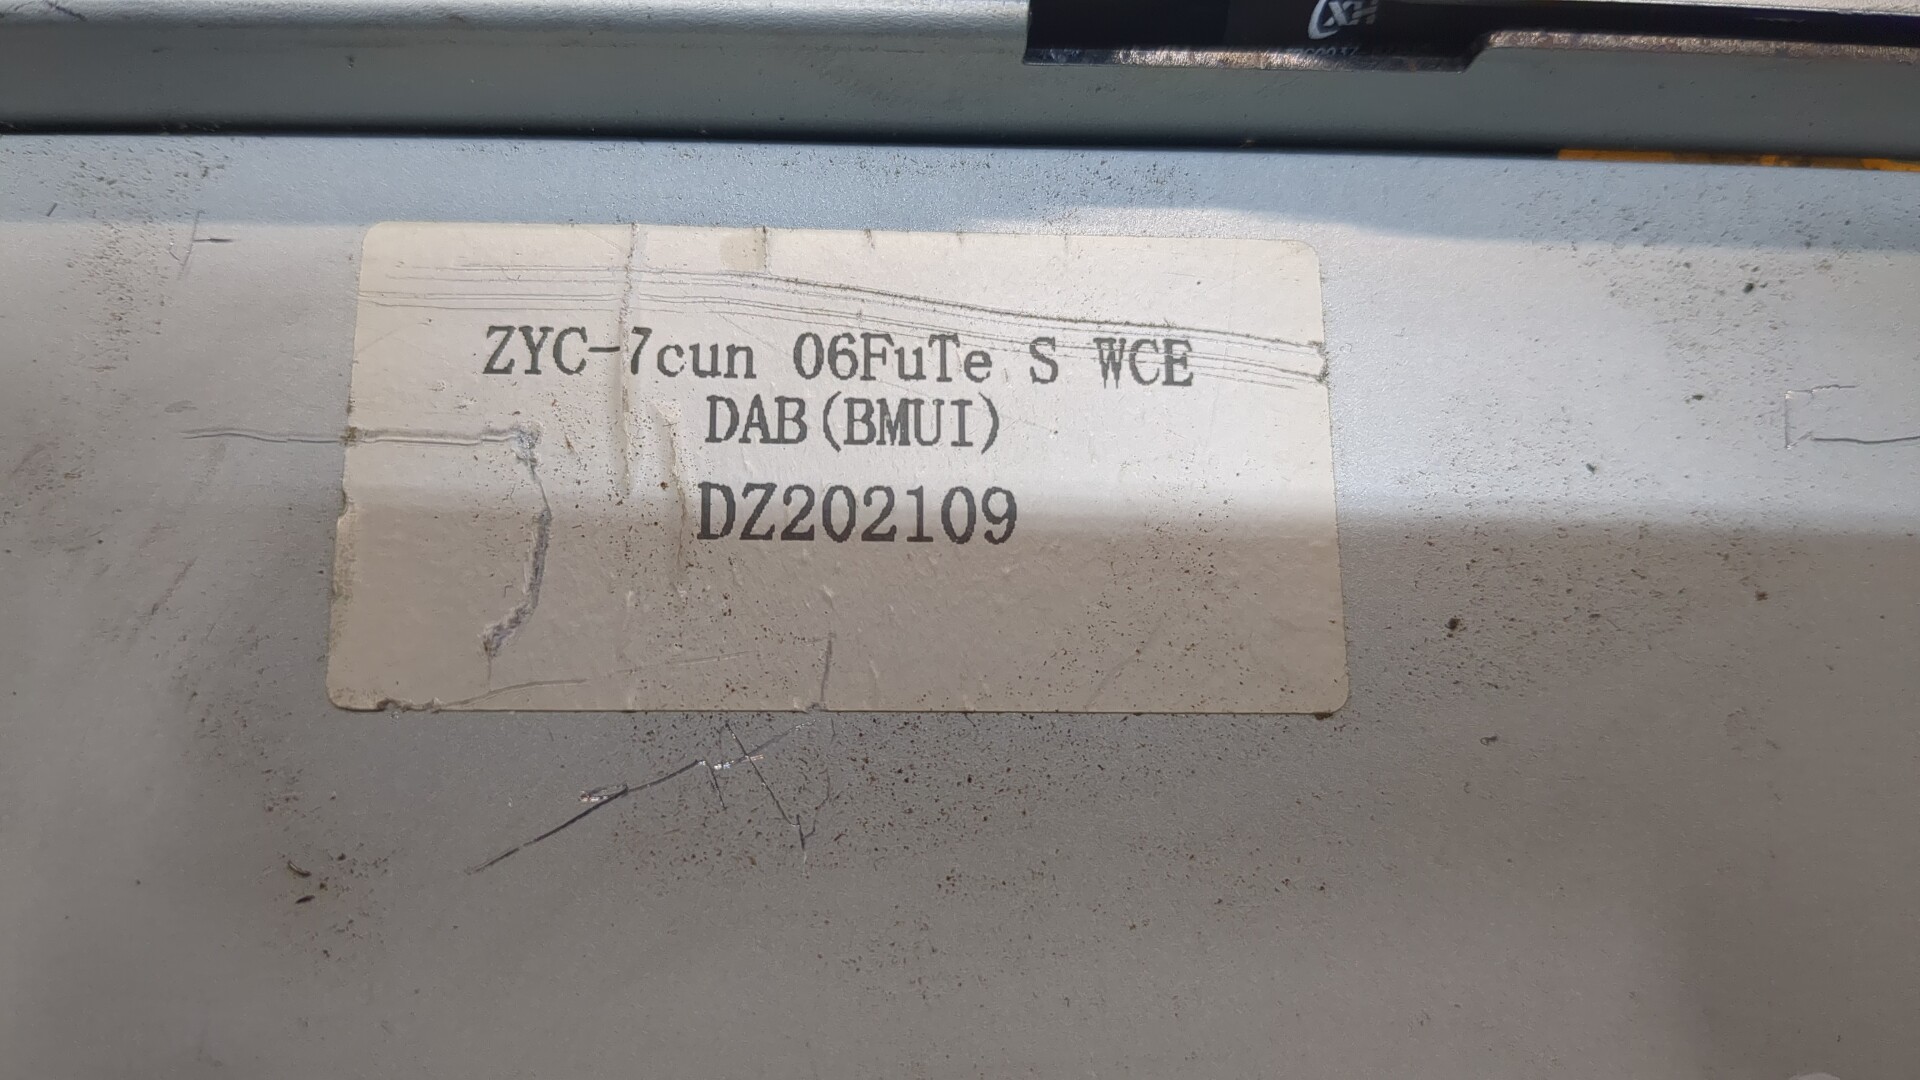 ZYC-7cun 06FuTe S WCE
DAB(BMUI)
DZ202109